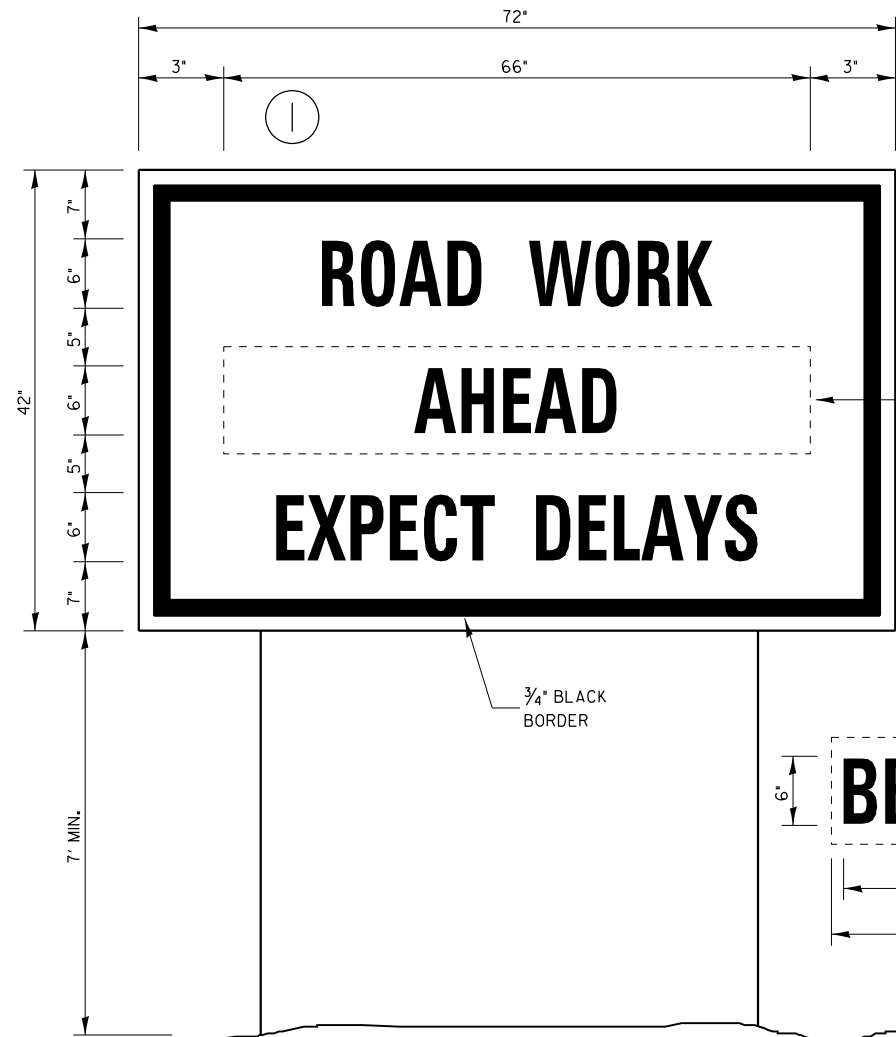 72"
3" 66" 3"
1
7"
6"
5"
6"
5"
6"
7"
42"
ROAD WORK
AHEAD
EXPECT DELAYS
¾" BLACK
BORDER
7' MIN.
6"